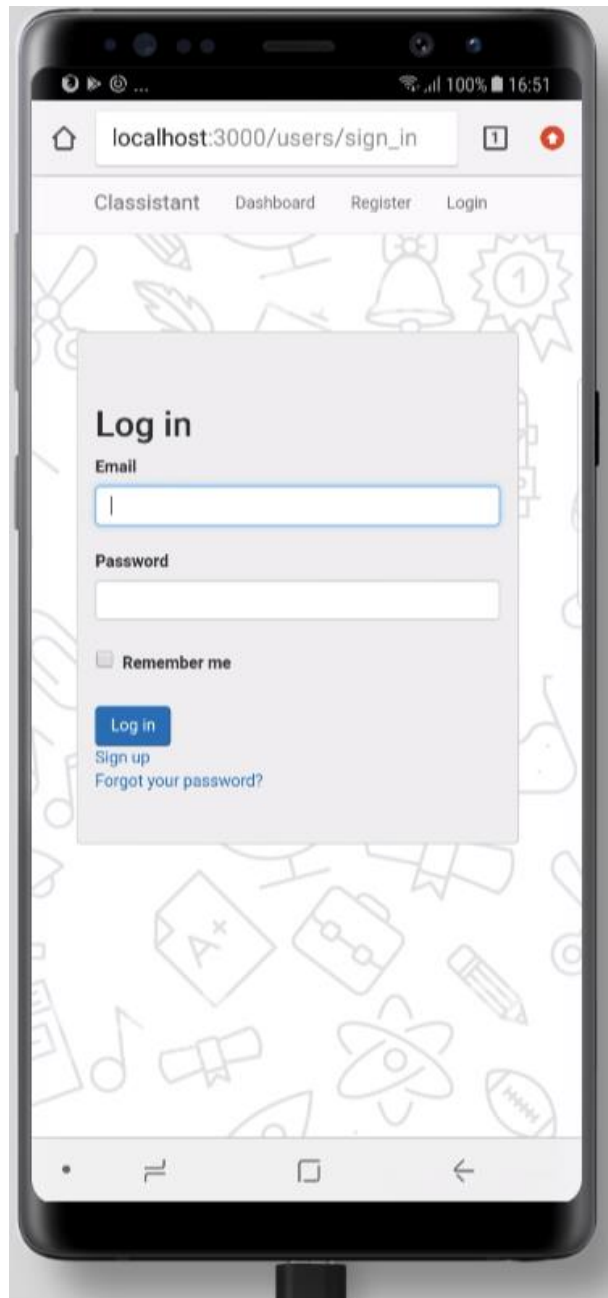 ... 100% 16:51
localhost:3000/users/sign_in 1
Classistant Dashboard Register Login
1
Log in
Email
Password
Remember me
Log in
Sign up
Forgot your password?
A+